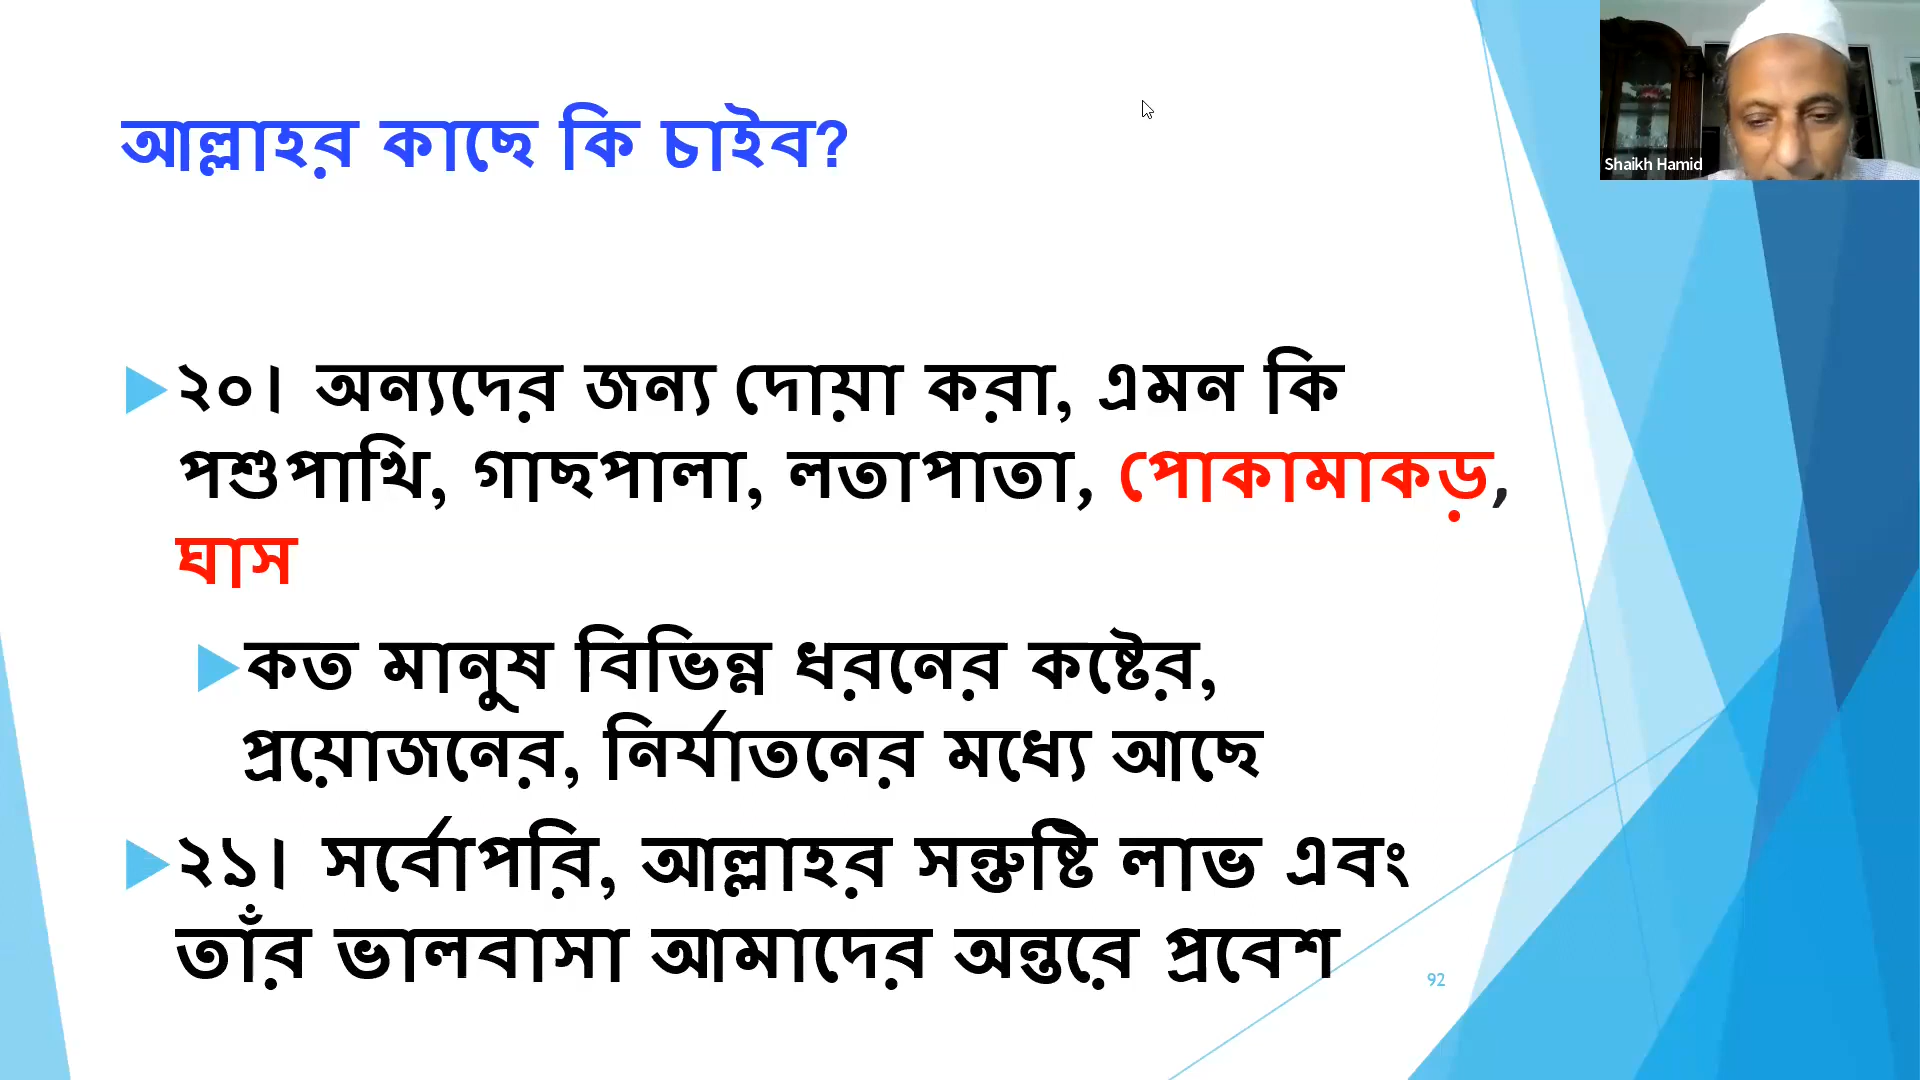 আল্লাহর কাছে কি চাইব?
Shaikh Hamid
২০। অন্যদের জন্য দোয়া করা, এমন কি
পশুপাখি, গাছপালা, লতাপাতা, পোকামাকড়,
ঘাস
কত মানুষ বিভিন্ন ধরনের কষ্টের,
প্রয়োজনের, নির্যাতনের মধ্যে আছে
২১। সর্বোপরি, আল্লাহর সন্তুষ্টি লাভ এবং
তাঁর ভালবাসা আমাদের অন্তরে প্রবেশ
92